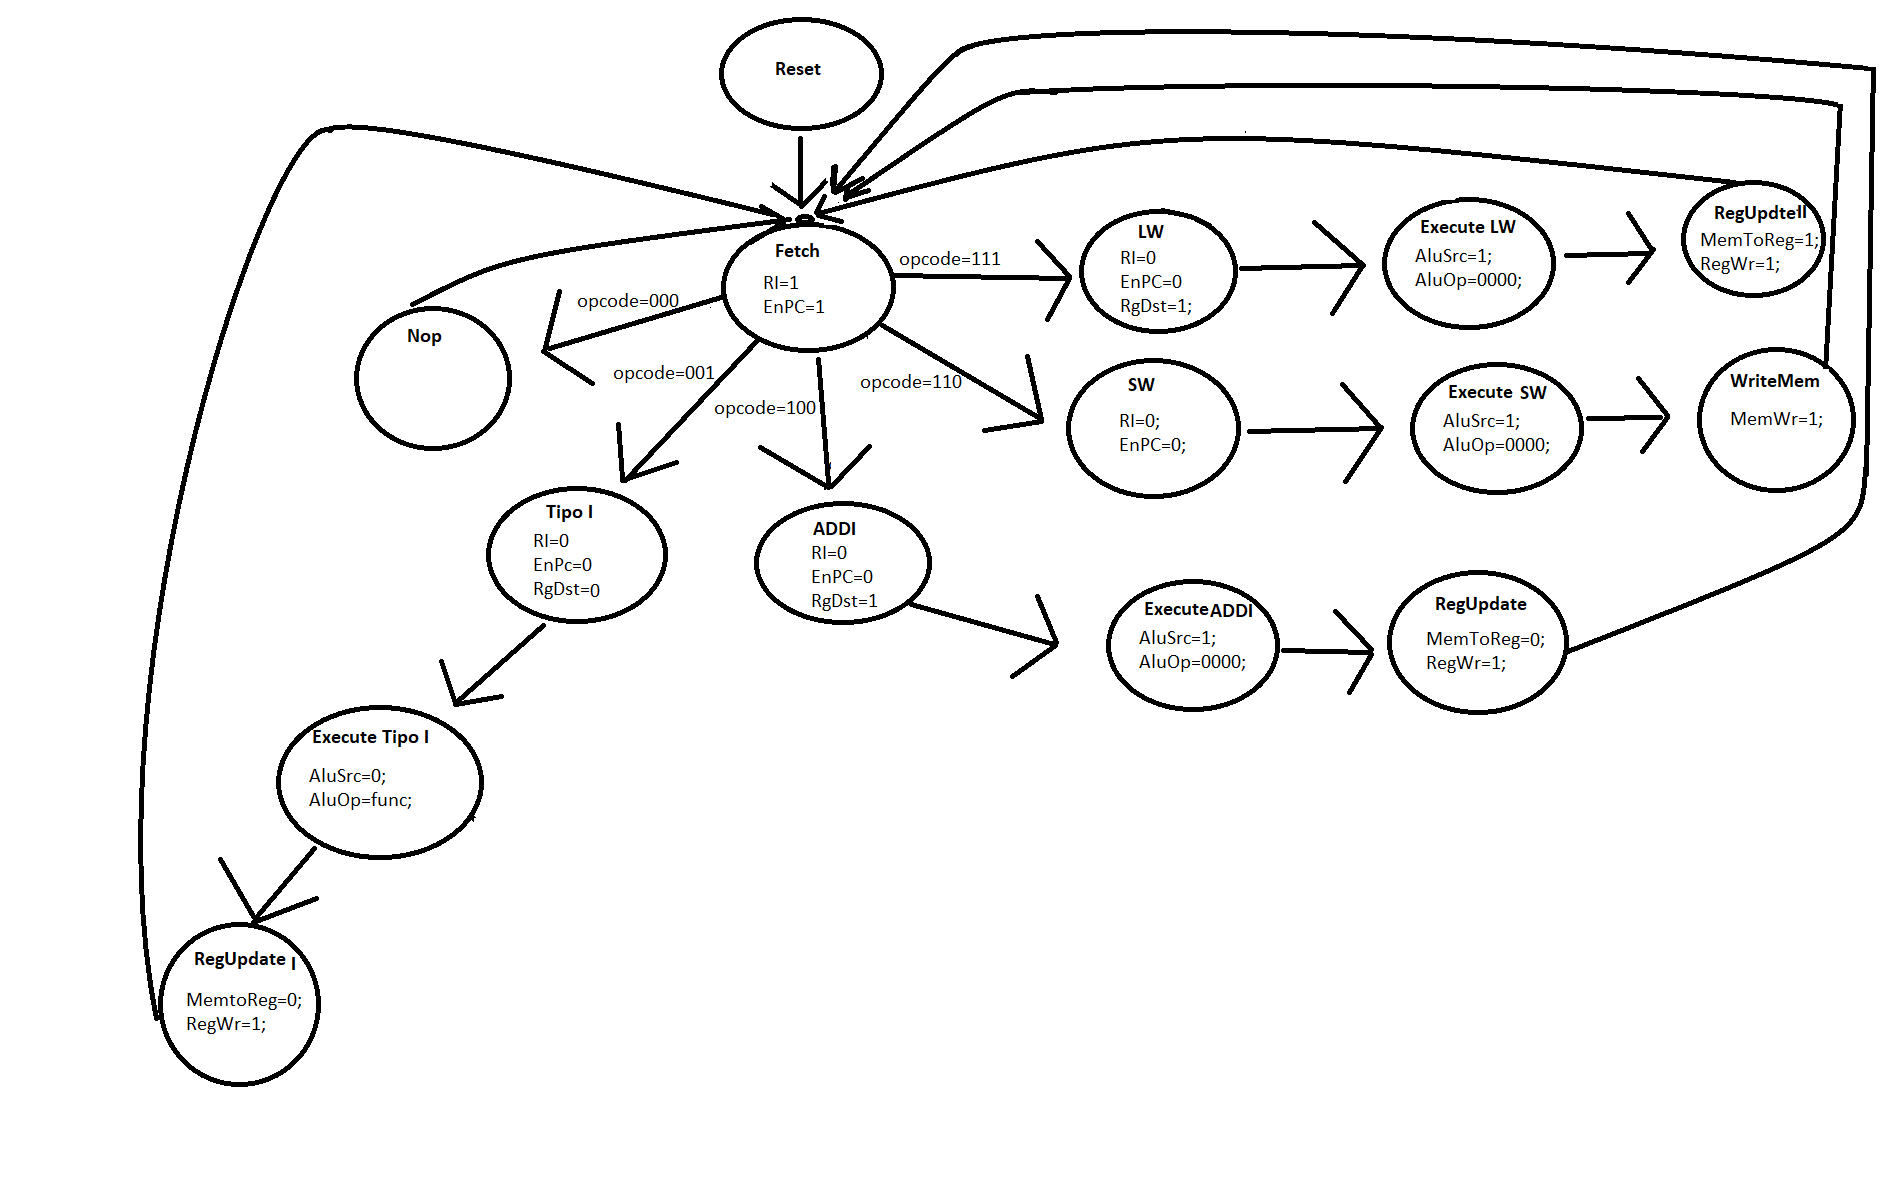 Reset
Fetch
RI=1
EnPC=1
opcode=111
LW
RI=0
EnPC=0
RgDst=1;
Execute LW
AluSrc=1;
AluOp=0000;
RegUpdteII
MemToReg=1;
RegWr=1;
opcode=000
Nop
opcode=001
opcode=100
opcode=110
SW
RI=0;
EnPC=0;
Execute SW
AluSrc=1;
AluOp=0000;
WriteMem
MemWr=1;
Tipo I
RI=0
EnPc=0
RgDst=0
ADDI
RI=0
EnPC=0
RgDst=1
Execute ADDI
AluSrc=1;
AluOp=0000;
RegUpdate
MemToReg=0;
RegWr=1;
Execute Tipo I
AluSrc=0;
AluOp=func;
RegUpdate I
MemtoReg=0;
RegWr=1;